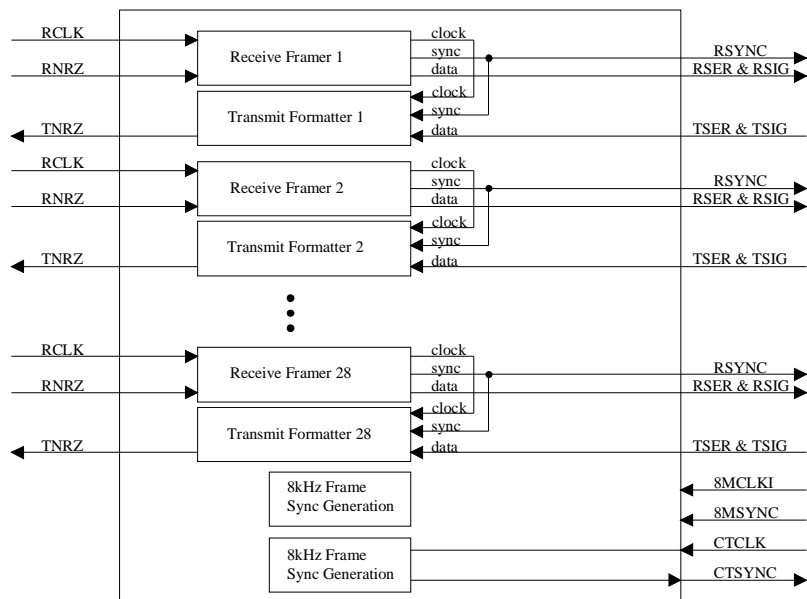 RCLK
Receive Framer 1
clock
sync
RSYNC
RNRZ
data
RSER & RSIG
clock
Transmit Formatter 1
sync
TNRZ
data
TSER & TSIG
RCLK
Receive Framer 2
clock
sync
RSYNC
RNRZ
data
RSER & RSIG
clock
Transmit Formatter 2
sync
TNRZ
data
TSER & TSIG
RCLK
Receive Framer 28
clock
sync
RSYNC
RNRZ
data
RSER & RSIG
clock
Transmit Formatter 28
sync
TNRZ
data
TSER & TSIG
8kHz Frame
Sync Generation
8MCLKI
8MSYNC
8kHz Frame
Sync Generation
CTCLK
CTSYNC